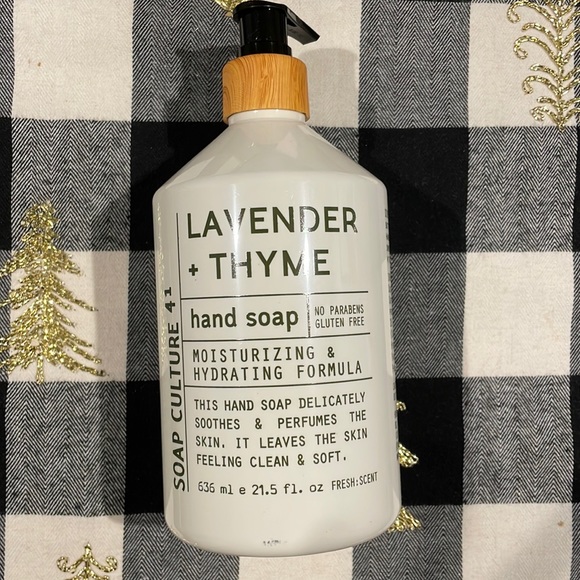 LAVENDER
+ THYME
hand soap
NO PARABENS
GLUTEN FREE
MOISTURIZING &
HYDRATING FORMULA
THIS HAND SOAP DELICATELY
SOOTHES & PERFUMES THE
SKIN. IT LEAVES THE SKIN
FEELING CLEAN & SOFT.
636 ml e 21.5 fl. oz FRESH:SCENT
SOAP CULTURE 41